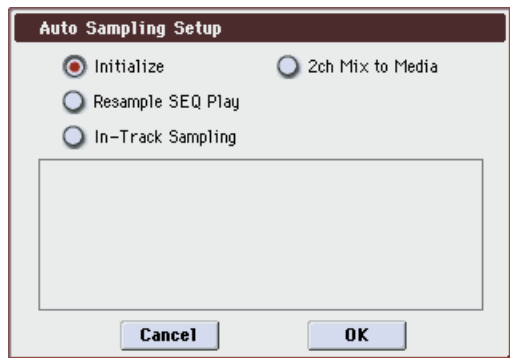 Auto Sampling Setup
Initialize
2ch Mix to Media
Resample SEQ Play
In-Track Sampling
Cancel
OK